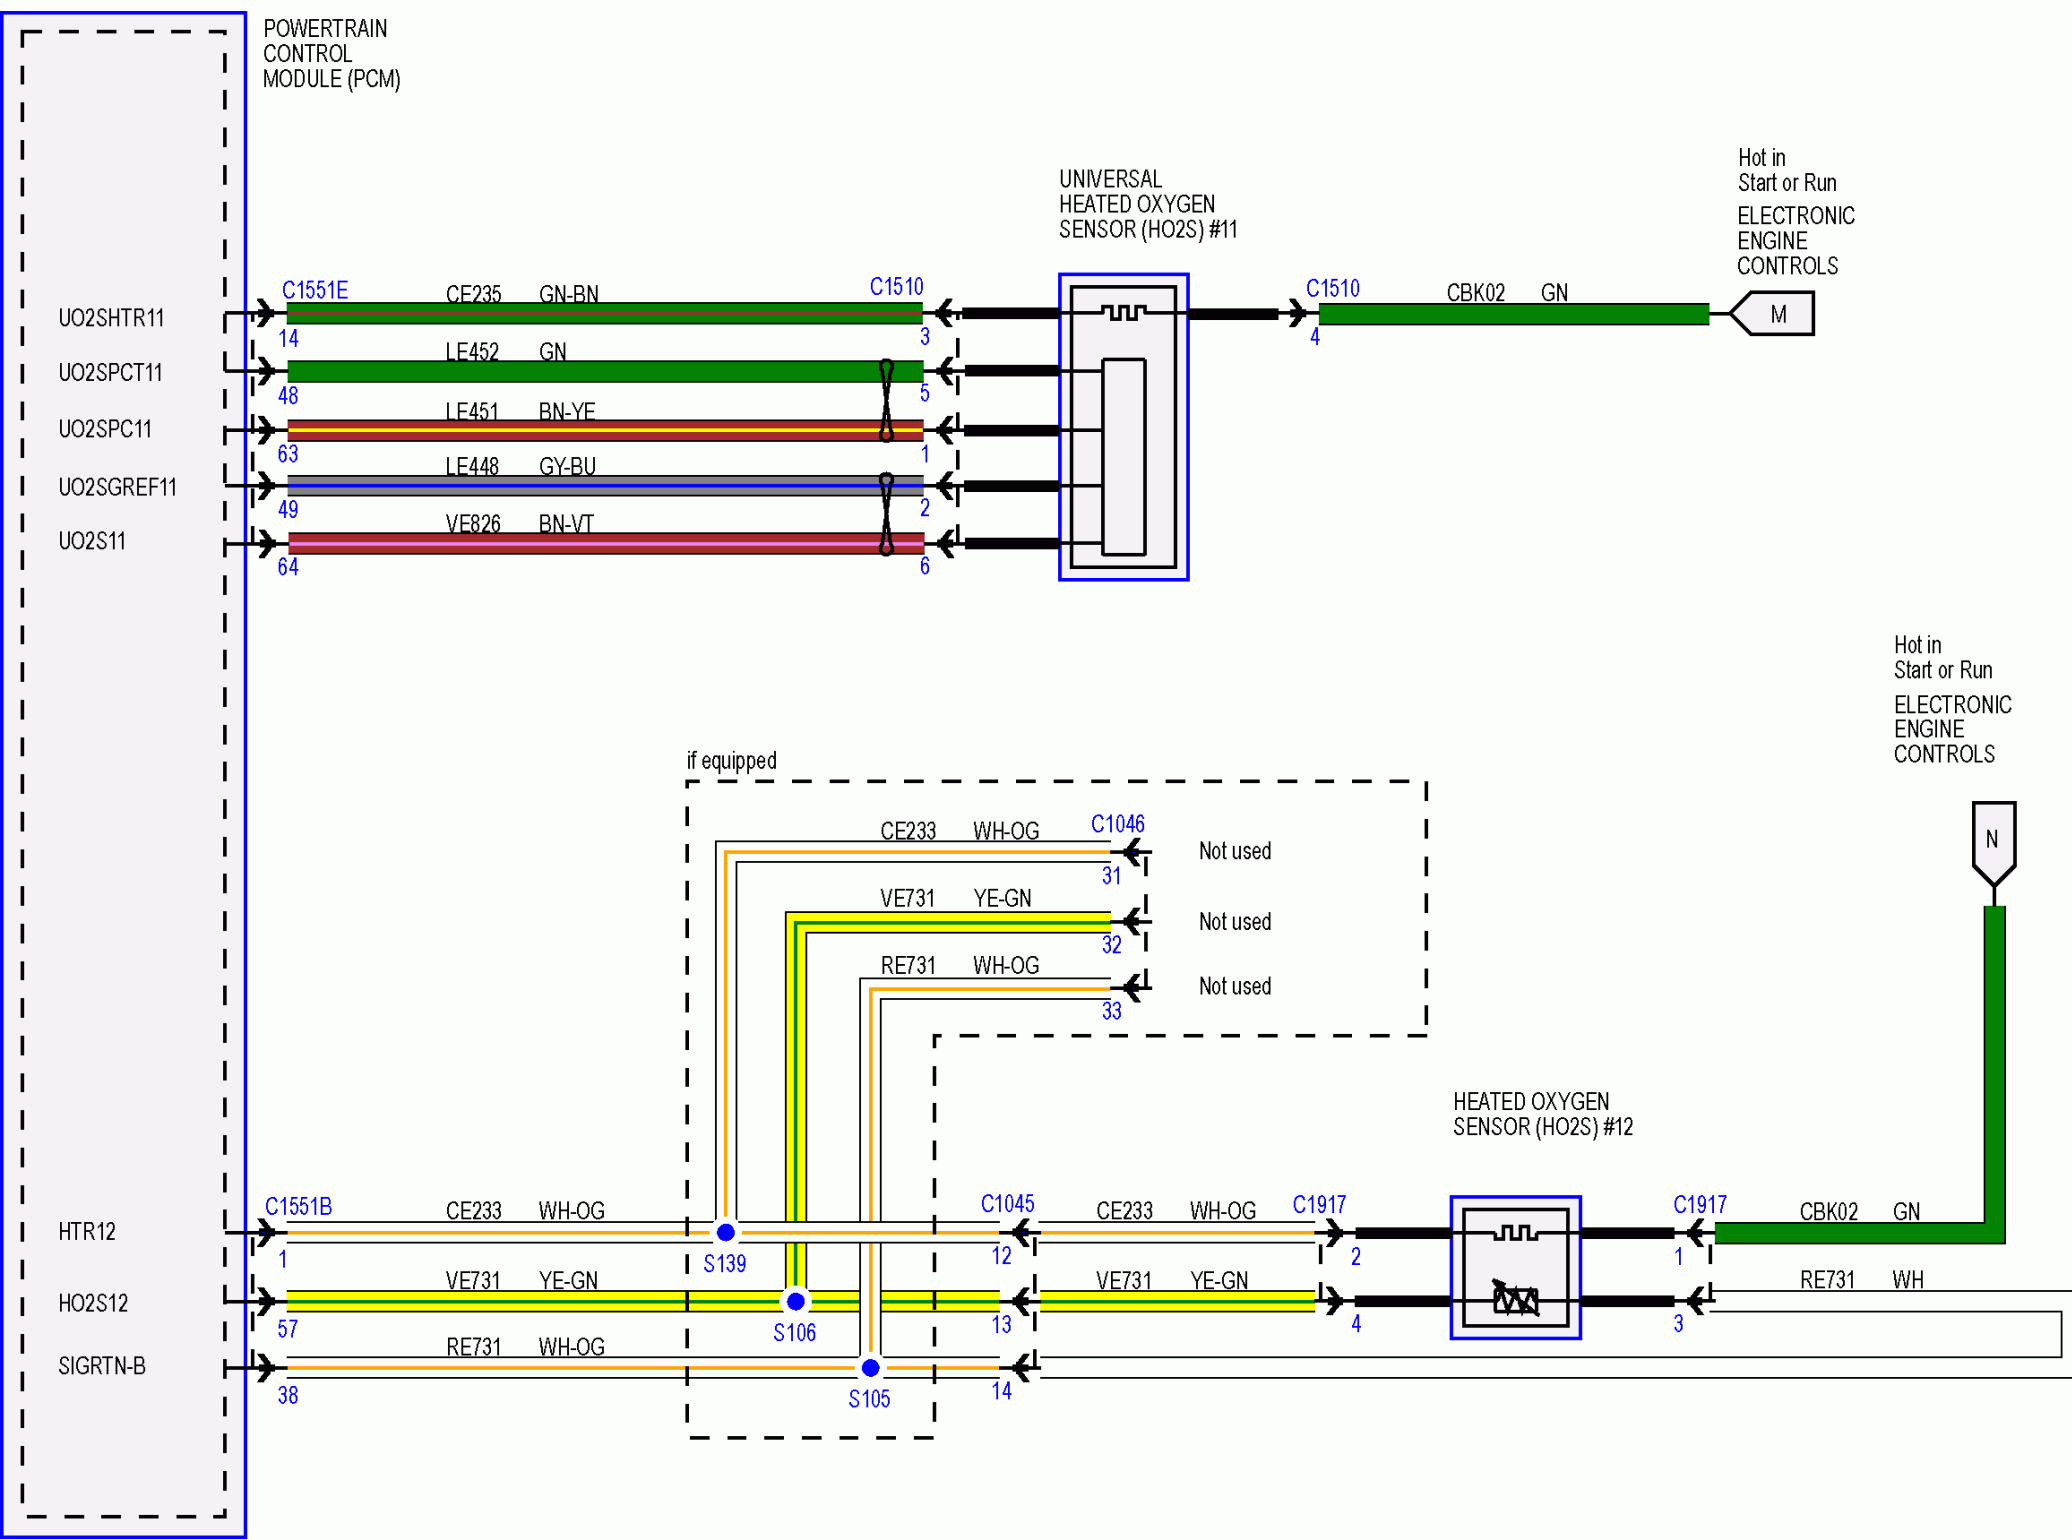 POWERTRAIN
CONTROL
MODULE (PCM)
Hot in
Start or Run
ELECTRONIC
ENGINE
CONTROLS
M
UNIVERSAL
HEATED OXYGEN
SENSOR (HO2S) #11
UO2SHTR11
C1551E
14
CE235
GN-BN
C1510
3
C1510
4
CBK02
GN
UO2SPCT11
48
LE452
GN
5
UO2SPC11
63
LE451
BN-YE
1
UO2SGREF11
49
LE448
GY-BU
2
UO2S11
64
VE826
BN-VT
6
Hot in
Start or Run
ELECTRONIC
ENGINE
CONTROLS
N
if equipped
CE233
WH-OG
C1046
31
Not used
VE731
YE-GN
32
Not used
RE731
WH-OG
33
Not used
HEATED OXYGEN
SENSOR (HO2S) #12
HTR12
C1551B
1
CE233
WH-OG
S139
C1045
12
CE233
WH-OG
C1917
2
C1917
1
CBK02
GN
HO2S12
57
VE731
YE-GN
S106
13
VE731
YE-GN
4
3
RE731
WH
SIGRTN-B
38
RE731
WH-OG
S105
14